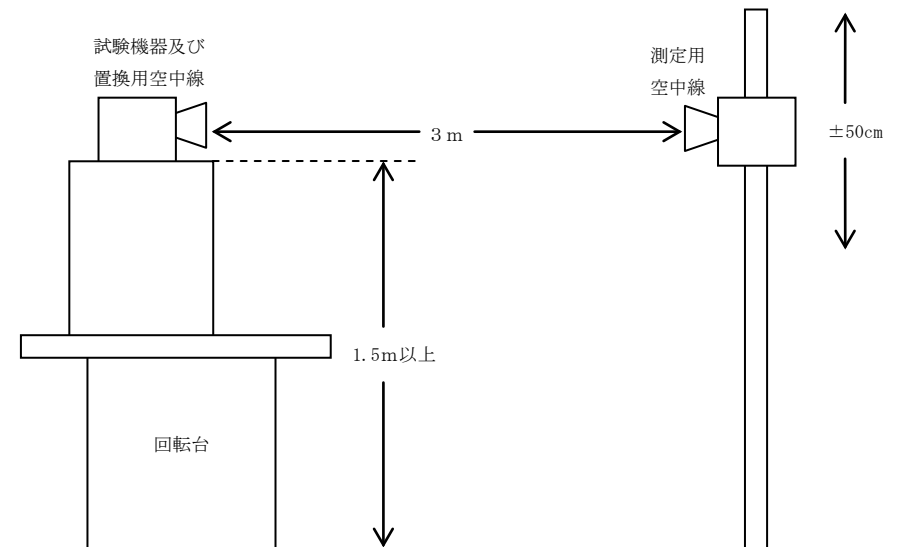 試験機器及び
置換用空中線
測定用
空中線
3m
±50cm
1.5m以上
回転台